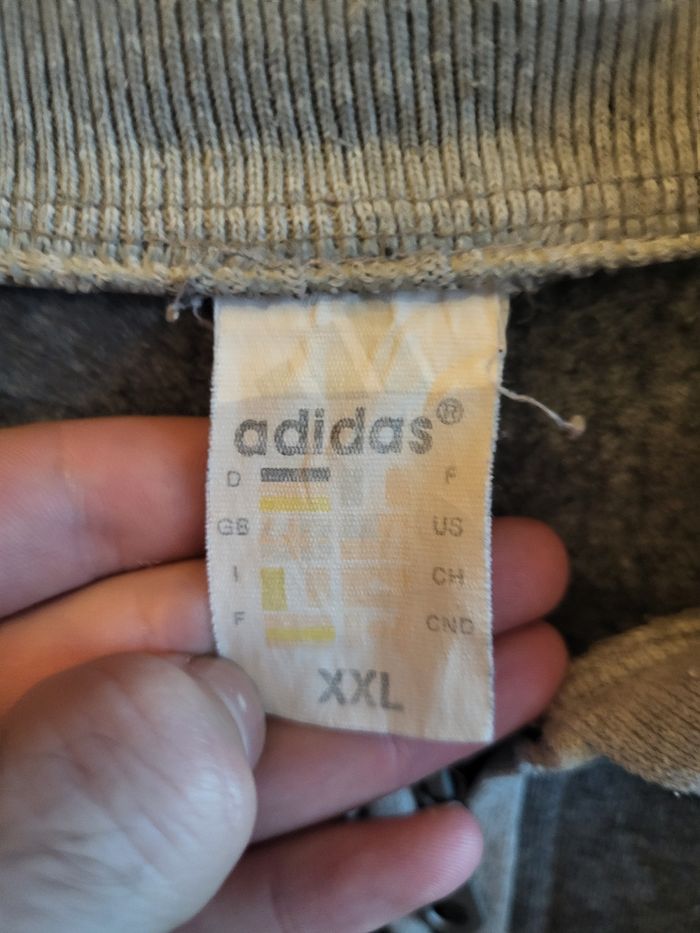 adidas®
D F
GB US
I CH
F CND
XXL